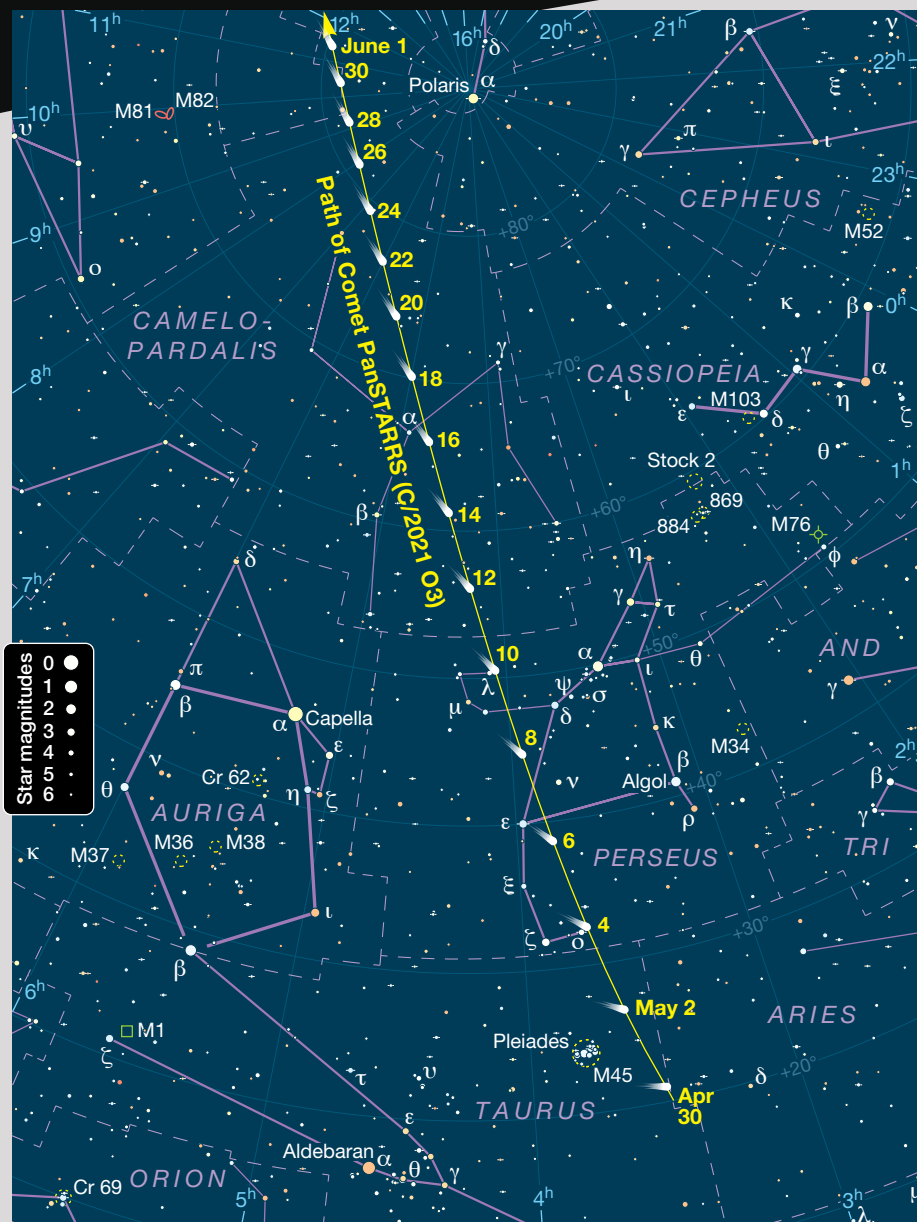 12h
16h
20h
21h
β
ν
June 1
δ
22h
30
Polaris
α
ξ
M81
M82
10h
28
π
υ
ι
26
γ
23h
CEPHEUS
24
M52
+80°
9h
22
ο
20
κ
β
0h
CAMELO-
PARDALIS
Path of Comet PanSTARRS (C/2021 O3)
γ
γ
+70°
18
CASSIOPEIA
α
8h
ι
M103
η
ζ
α
ε
δ
16
θ
Stock 2
1h
869
β
14
+60°
884
M76
η
ϕ
δ
12
7h
γ
τ
+50°
AND
Star magnitudes
0
1
2
3
4
5
6
10
α
ι
θ
π
λ
ψ
σ
γ
β
μ
δ
α
Capella
κ
M34
8
2h
ε
β
ν
Cr 62
ν
Algol
+40°
β
θ
η
ζ
ρ
AURIGA
ε
γ
6
κ
M37
M36
M38
PERSEUS
TRI
ξ
ι
4
+30°
ζ
ο
β
6h
May 2
ARIES
M1
Pleiades
ζ
M45
τ
υ
δ
+20°
Apr
30
TAURUS
ε
Aldebaran
α
θ
ORION
γ
Cr 69
5h
4h
3h
λ
μ